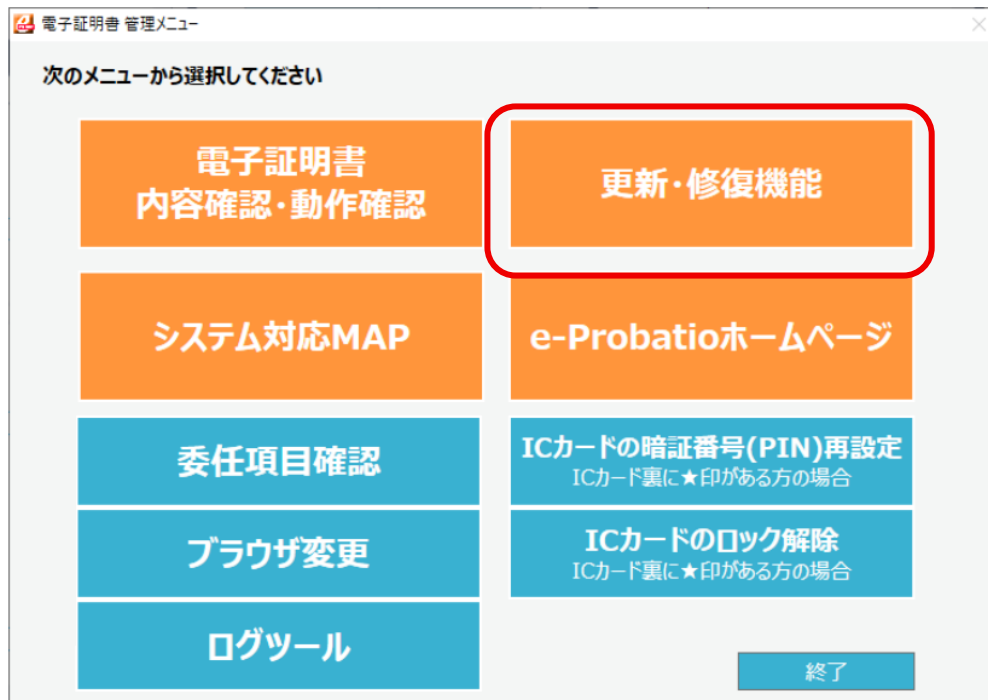 電子証明書 管理メニュー
次のメニューから選択してください
電子証明書
内容確認・動作確認
更新・修復機能
システム対応MAP
e-Probatioホームページ
委任項目確認
ICカードの暗証番号(PIN)再設定
ICカード裏に★印がある方の場合
ブラウザ変更
ICカードのロック解除
ICカード裏に★印がある方の場合
ログツール
終了